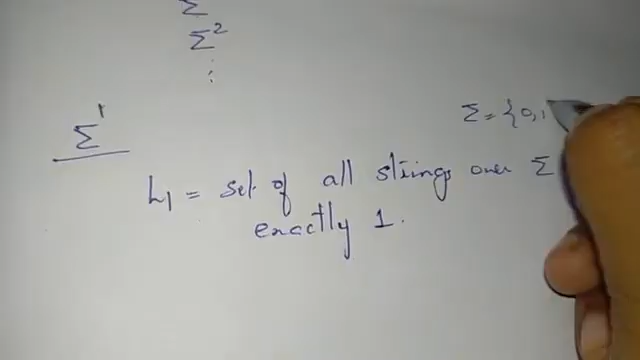 Σ
Σ²
⋮
Σ¹
Σ = {0,1
L₁ = set of all strings over Σ
exactly 1.